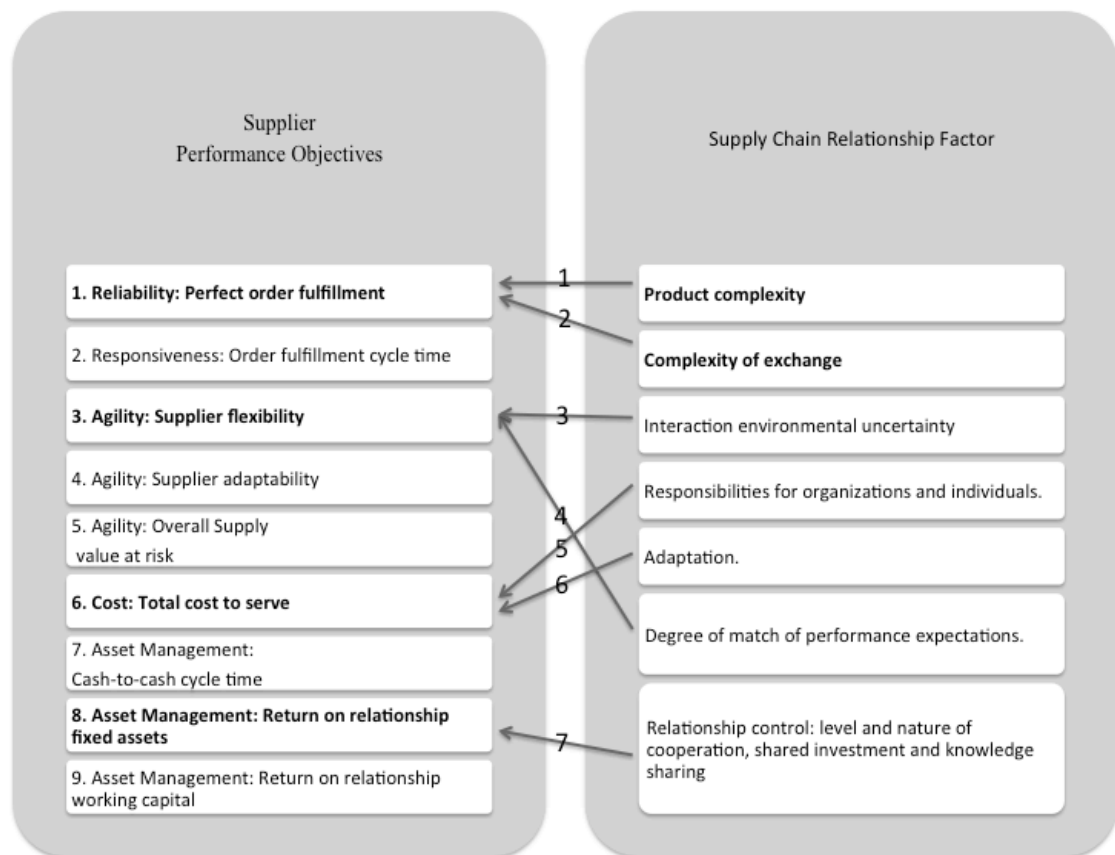 Supplier
Performance Objectives
1. Reliability: Perfect order fulfillment
2. Responsiveness: Order fulfillment cycle time
3. Agility: Supplier flexibility
4. Agility: Supplier adaptability
5. Agility: Overall Supply
value at risk
6. Cost: Total cost to serve
7. Asset Management:
Cash-to-cash cycle time
8. Asset Management: Return on relationship
fixed assets
9. Asset Management: Return on relationship
working capital
1
2
3
4
5
6
7
Supply Chain Relationship Factor
Product complexity
Complexity of exchange
Interaction environmental uncertainty
Responsibilities for organizations and individuals.
Adaptation.
Degree of match of performance expectations.
Relationship control: level and nature of
cooperation, shared investment and knowledge
sharing